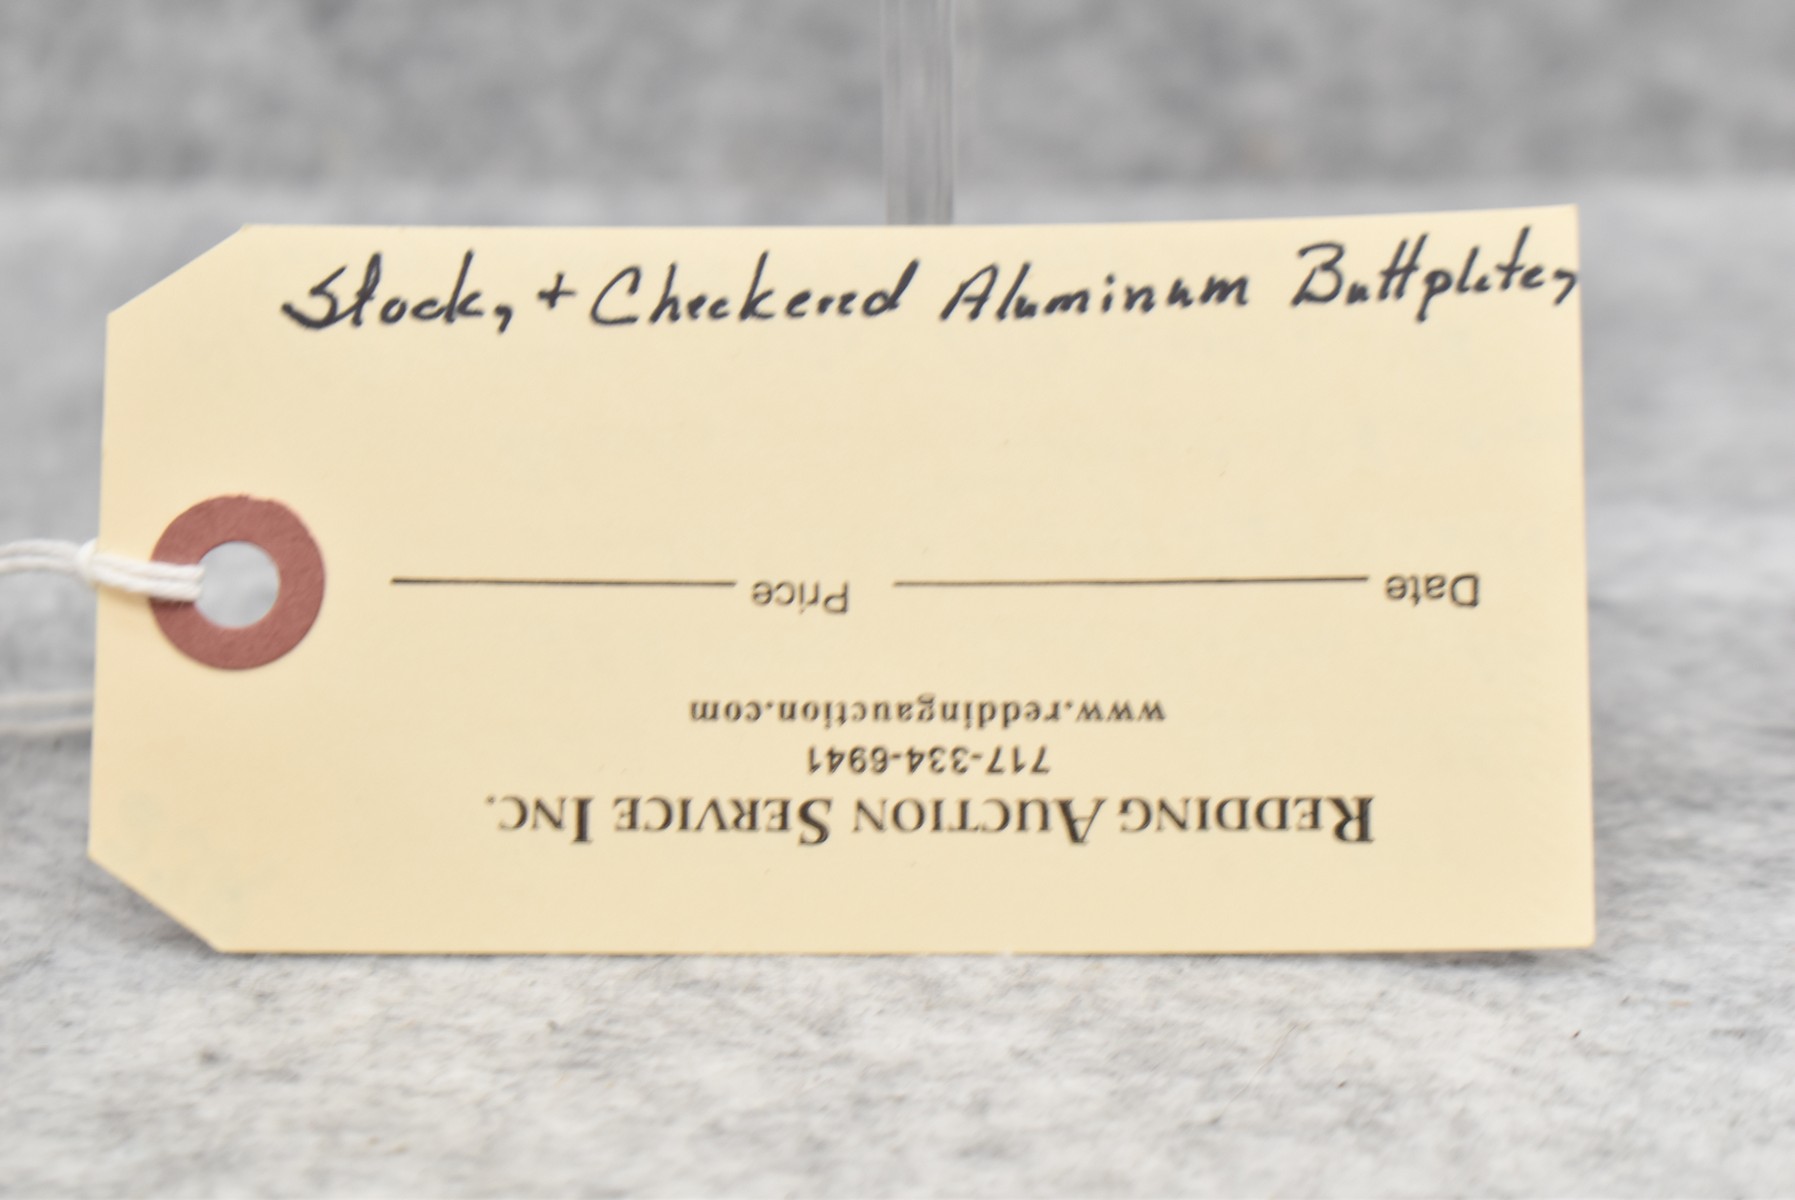 Stock, + Checkered Aluminum Buttplate,
REDDING AUCTION SERVICE INC.
717-334-6941
www.reddingauction.com
Date Price